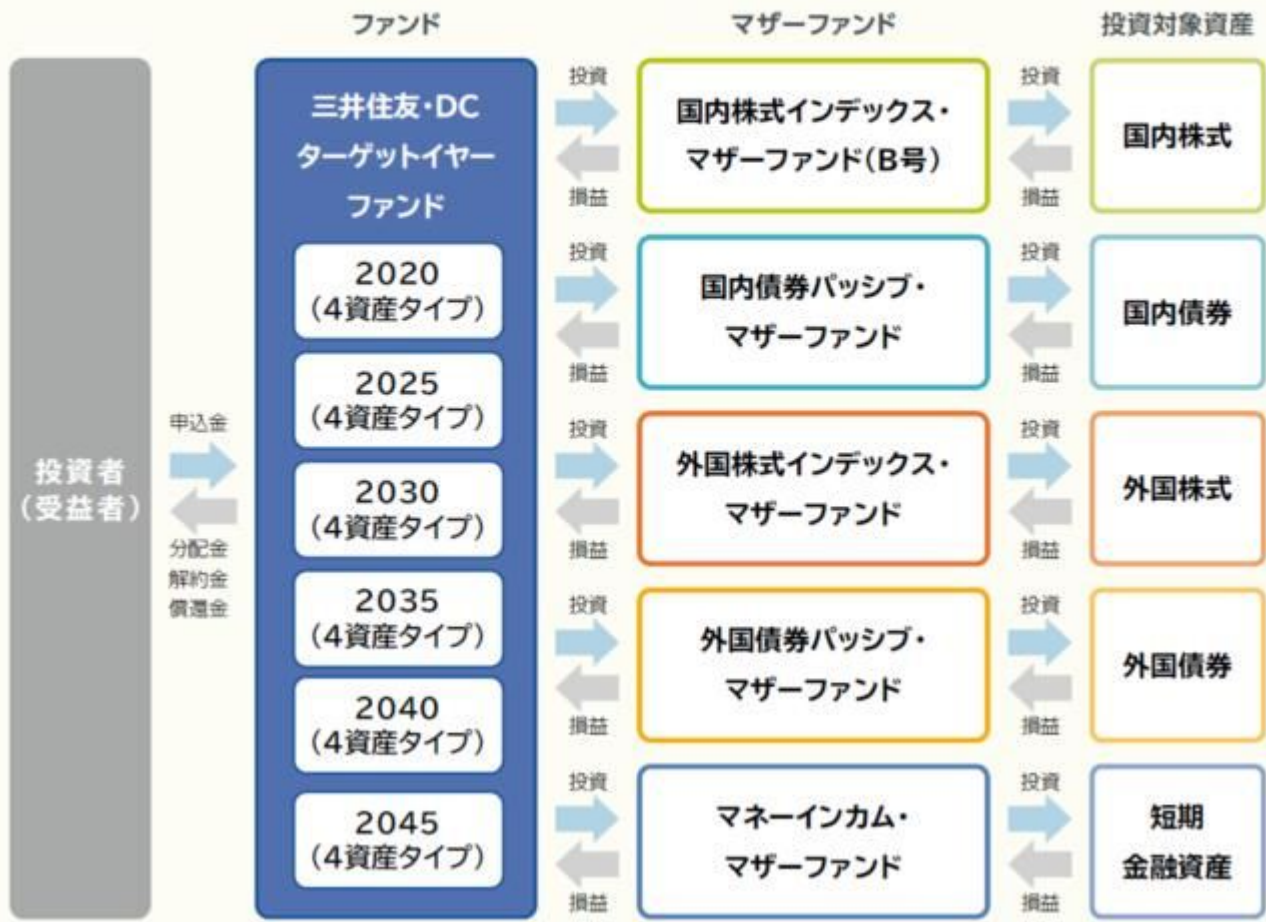 ファンド
マザーファンド
投資対象資産
投資者
(受益者)
申込金
分配金
解約金
償還金
三井住友・DC
ターゲットイヤー
ファンド
2020
(4資産タイプ)
2025
(4資産タイプ)
2030
(4資産タイプ)
2035
(4資産タイプ)
2040
(4資産タイプ)
2045
(4資産タイプ)
投資
損益
国内株式インデックス・
マザーファンド(B号)
投資
損益
国内株式
投資
損益
国内債券パッシブ・
マザーファンド
投資
損益
国内債券
投資
損益
外国株式インデックス・
マザーファンド
投資
損益
外国株式
投資
損益
外国債券パッシブ・
マザーファンド
投資
損益
外国債券
投資
損益
マネーインカム・
マザーファンド
投資
損益
短期
金融資産